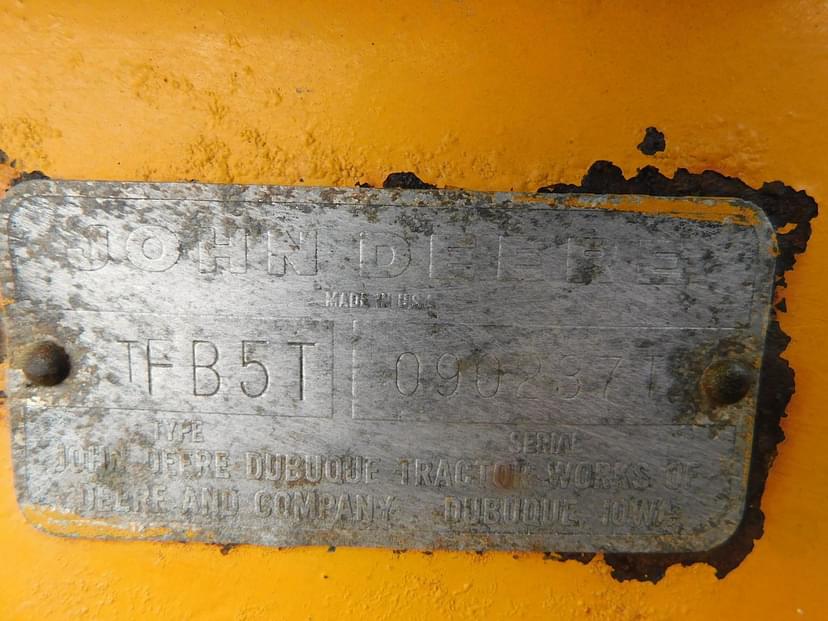 JOHN DEERE
MADE IN U.S.A.
TFB5T 090237T
TYPE SERIAL
JOHN DEERE DUBUQUE TRACTOR WORKS OF
DEERE AND COMPANY DUBUQUE, IOWA